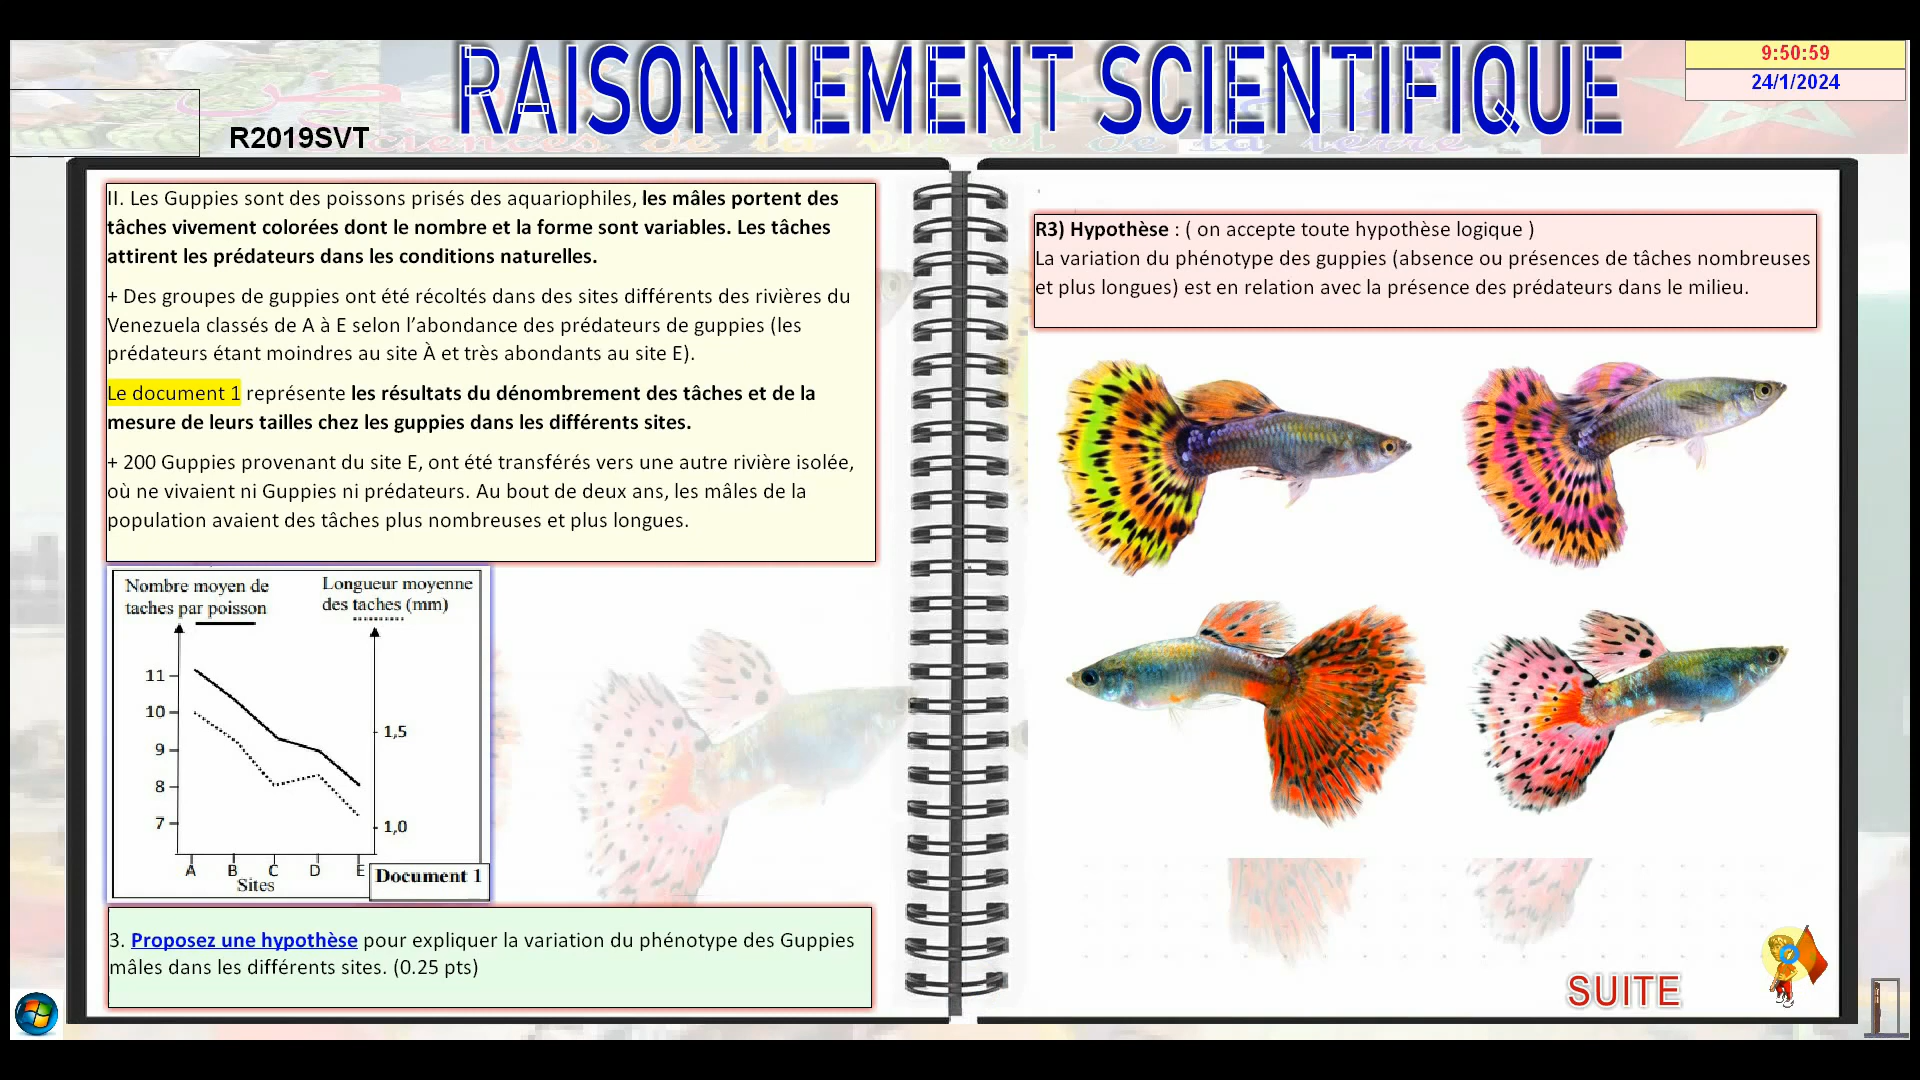 RAISONNEMENT SCIENTIFIQUE
9:50:59
24/1/2024
R2019SVT
Sciences de la vie et de la terre
II. Les Guppies sont des poissons prisés des aquariophiles, les mâles portent des
tâches vivement colorées dont le nombre et la forme sont variables. Les tâches
attirent les prédateurs dans les conditions naturelles.
+ Des groupes de guppies ont été récoltés dans des sites différents des rivières du
Venezuela classés de A à E selon l’abondance des prédateurs de guppies (les
prédateurs étant moindres au site À et très abondants au site E).
Le document 1 représente les résultats du dénombrement des tâches et de la
mesure de leurs tailles chez les guppies dans les différents sites.
+ 200 Guppies provenant du site E, ont été transférés vers une autre rivière isolée,
où ne vivaient ni Guppies ni prédateurs. Au bout de deux ans, les mâles de la
population avaient des tâches plus nombreuses et plus longues.
Nombre moyen de
taches par poisson
Longueur moyenne
des taches (mm)
11
10
9
8
7
1,5
1,0
A B C D E
Sites
Document 1
3. Proposez une hypothèse pour expliquer la variation du phénotype des Guppies
mâles dans les différents sites. (0.25 pts)
R3) Hypothèse : ( on accepte toute hypothèse logique )
La variation du phénotype des guppies (absence ou présences de tâches nombreuses
et plus longues) est en relation avec la présence des prédateurs dans le milieu.
SUITE